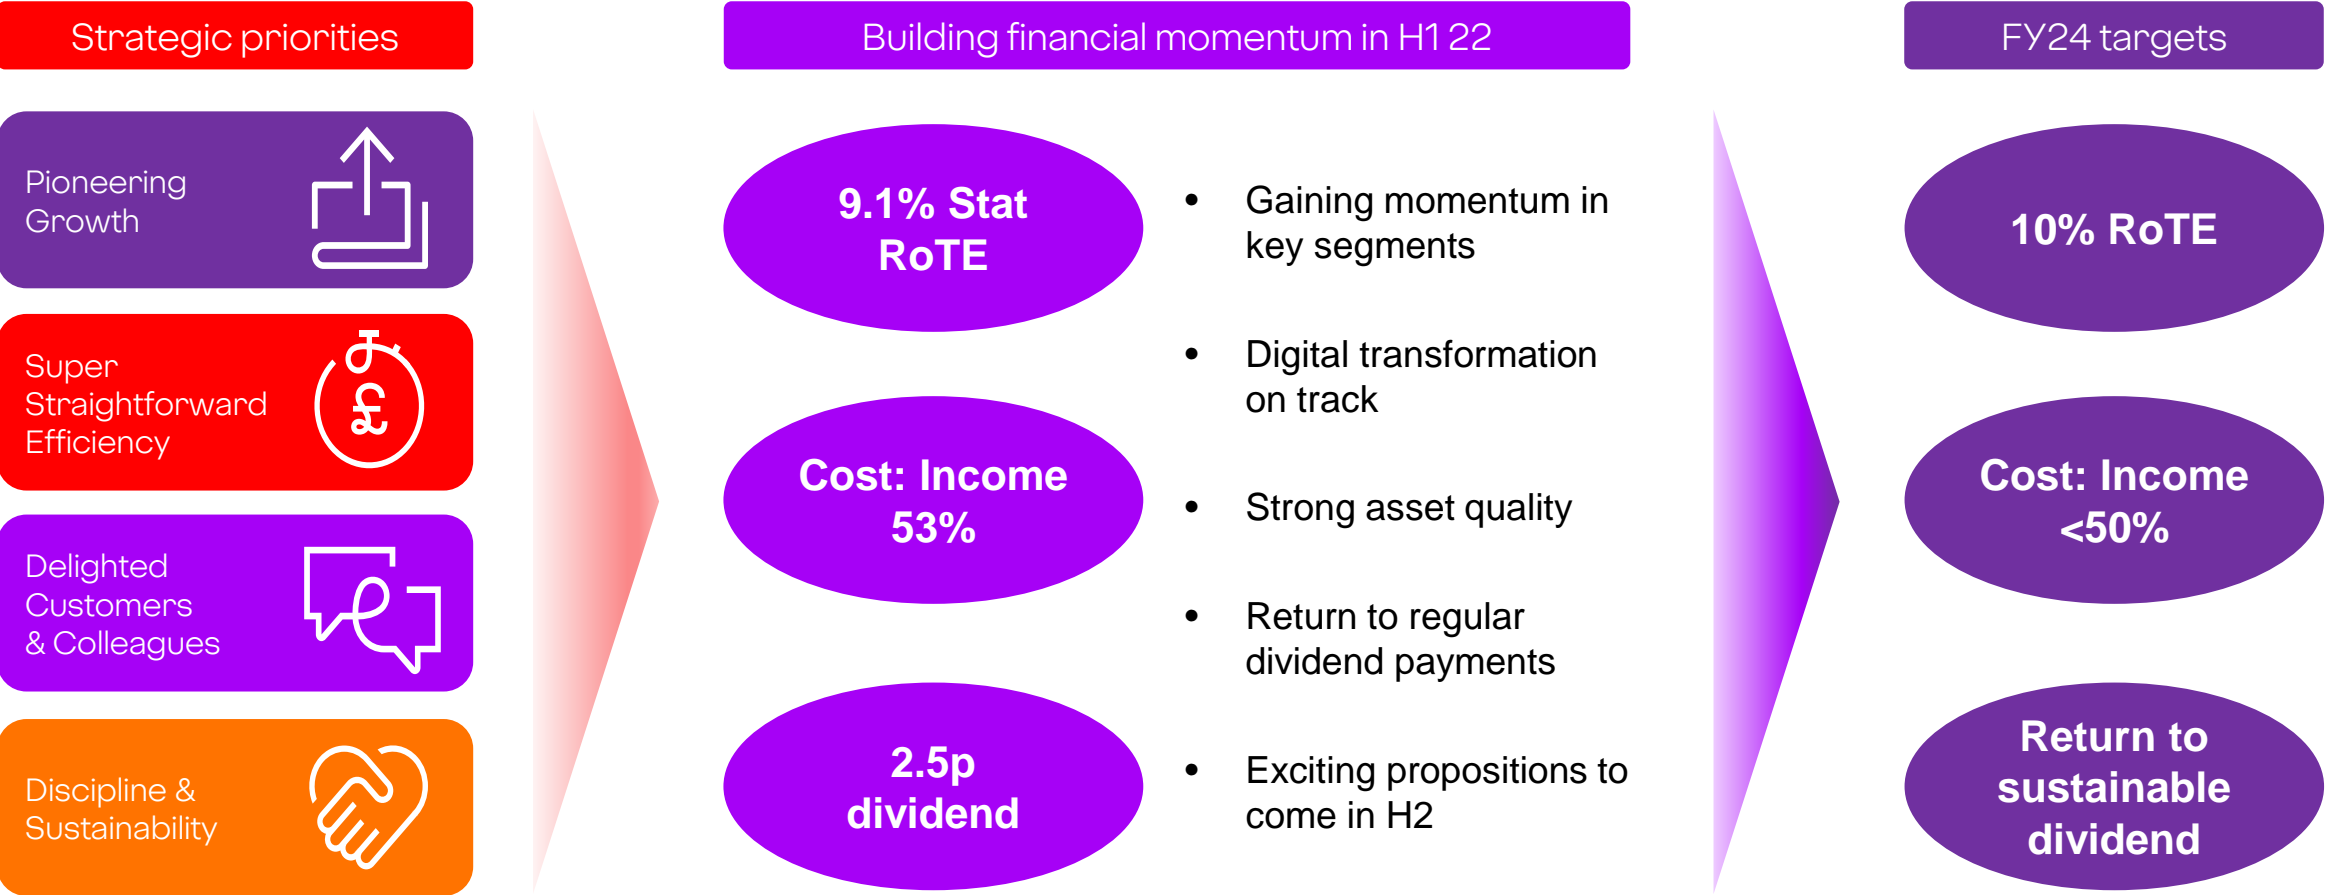 Strategic priorities
Pioneering
Growth
Super
Straightforward
Efficiency
£
Delighted
Customers
& Colleagues
Discipline &
Sustainability
Building financial momentum in H1 22
9.1% Stat
RoTE
Cost: Income
53%
2.5p
dividend
• Gaining momentum in
key segments
• Digital transformation
on track
• Strong asset quality
• Return to regular
dividend payments
• Exciting propositions to
come in H2
FY24 targets
10% RoTE
Cost: Income
<50%
Return to
sustainable
dividend